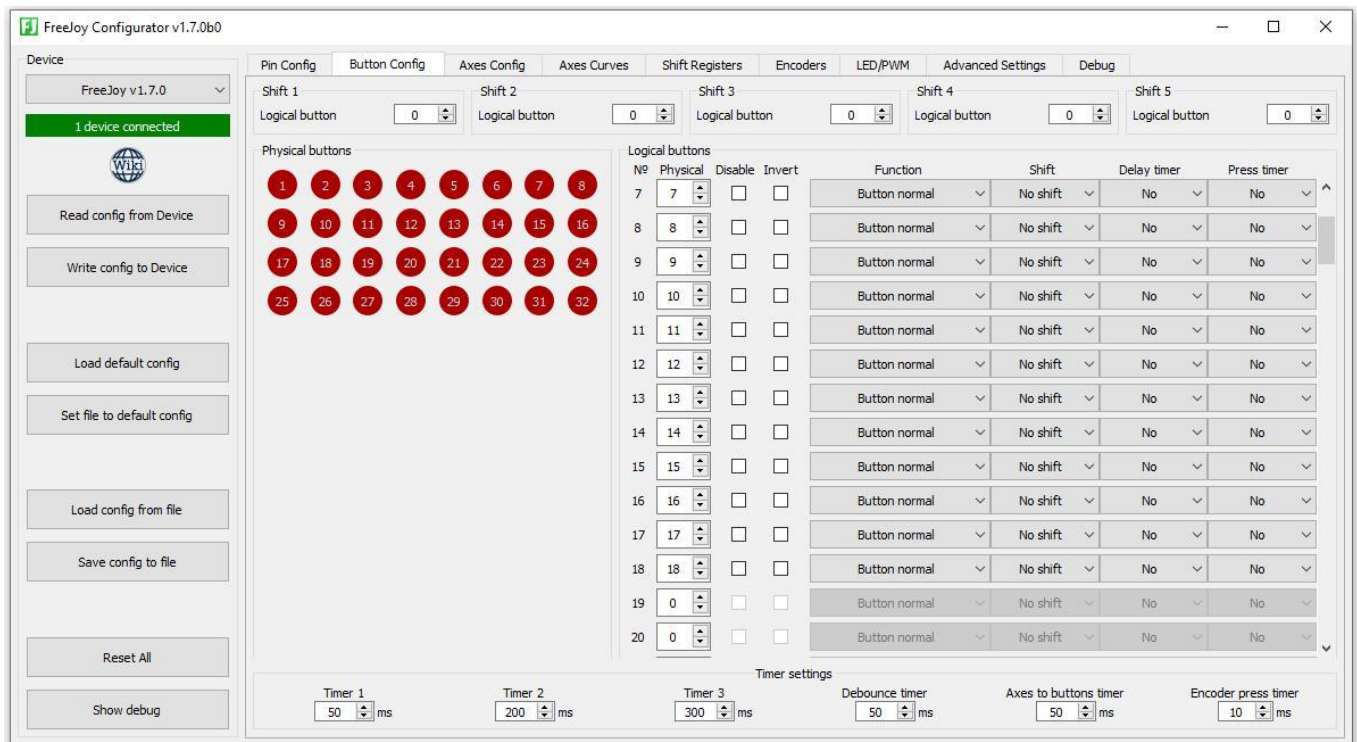 FreeJoy Configurator v1.7.0b0
Device
FreeJoy v1.7.0
1 device connected
Wiki
Read config from Device
Write config to Device
Load default config
Set file to default config
Load config from file
Save config to file
Reset All
Show debug
Pin Config Button Config Axes Config Axes Curves Shift Registers Encoders LED/PWM Advanced Settings Debug
Shift 1 Shift 2 Shift 3 Shift 4 Shift 5
Logical button 0 Logical button 0 Logical button 0 Logical button 0 Logical button 0
Physical buttons
1 2 3 4 5 6 7 8
9 10 11 12 13 14 15 16
17 18 19 20 21 22 23 24
25 26 27 28 29 30 31 32
Logical buttons
Nº Physical Disable Invert Function Shift Delay timer Press timer
7 7 Button normal No shift No No
8 8 Button normal No shift No No
9 9 Button normal No shift No No
10 10 Button normal No shift No No
11 11 Button normal No shift No No
12 12 Button normal No shift No No
13 13 Button normal No shift No No
14 14 Button normal No shift No No
15 15 Button normal No shift No No
16 16 Button normal No shift No No
17 17 Button normal No shift No No
18 18 Button normal No shift No No
19 0 Button normal No shift No No
20 0 Button normal No shift No No
Timer settings
Timer 1 Timer 2 Timer 3 Debounce timer Axes to buttons timer Encoder press timer
50 ms 200 ms 300 ms 50 ms 50 ms 10 ms